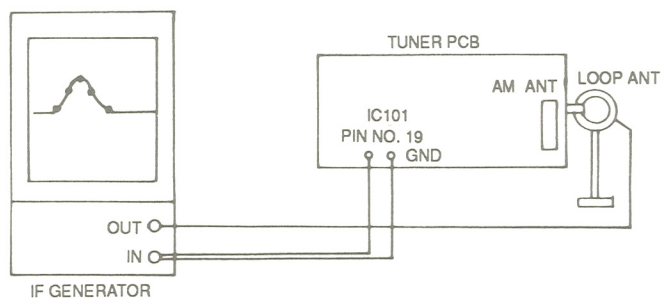 TUNER PCB
AM ANT
LOOP ANT
IC101
PIN NO. 19
GND
OUT
IN
IF GENERATOR